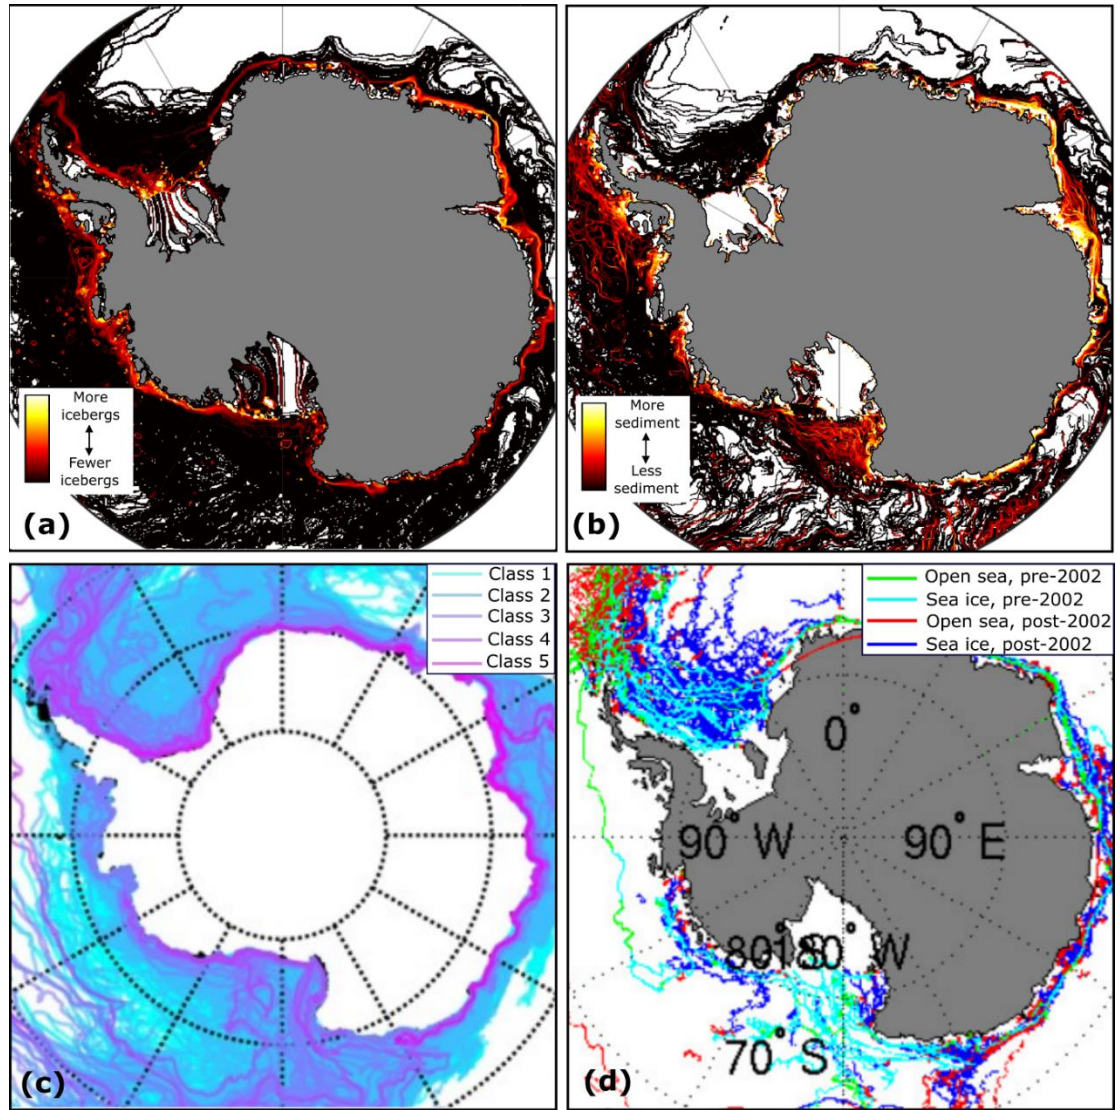 More
icebergs
Fewer
icebergs
(a)
More
sediment
Less
sediment
(b)
Class 1
Class 2
Class 3
Class 4
Class 5
(c)
Open sea, pre-2002
Sea ice, pre-2002
Open sea, post-2002
Sea ice, post-2002
0°
90 W
90 E
80 S
180 W
70 S
(d)